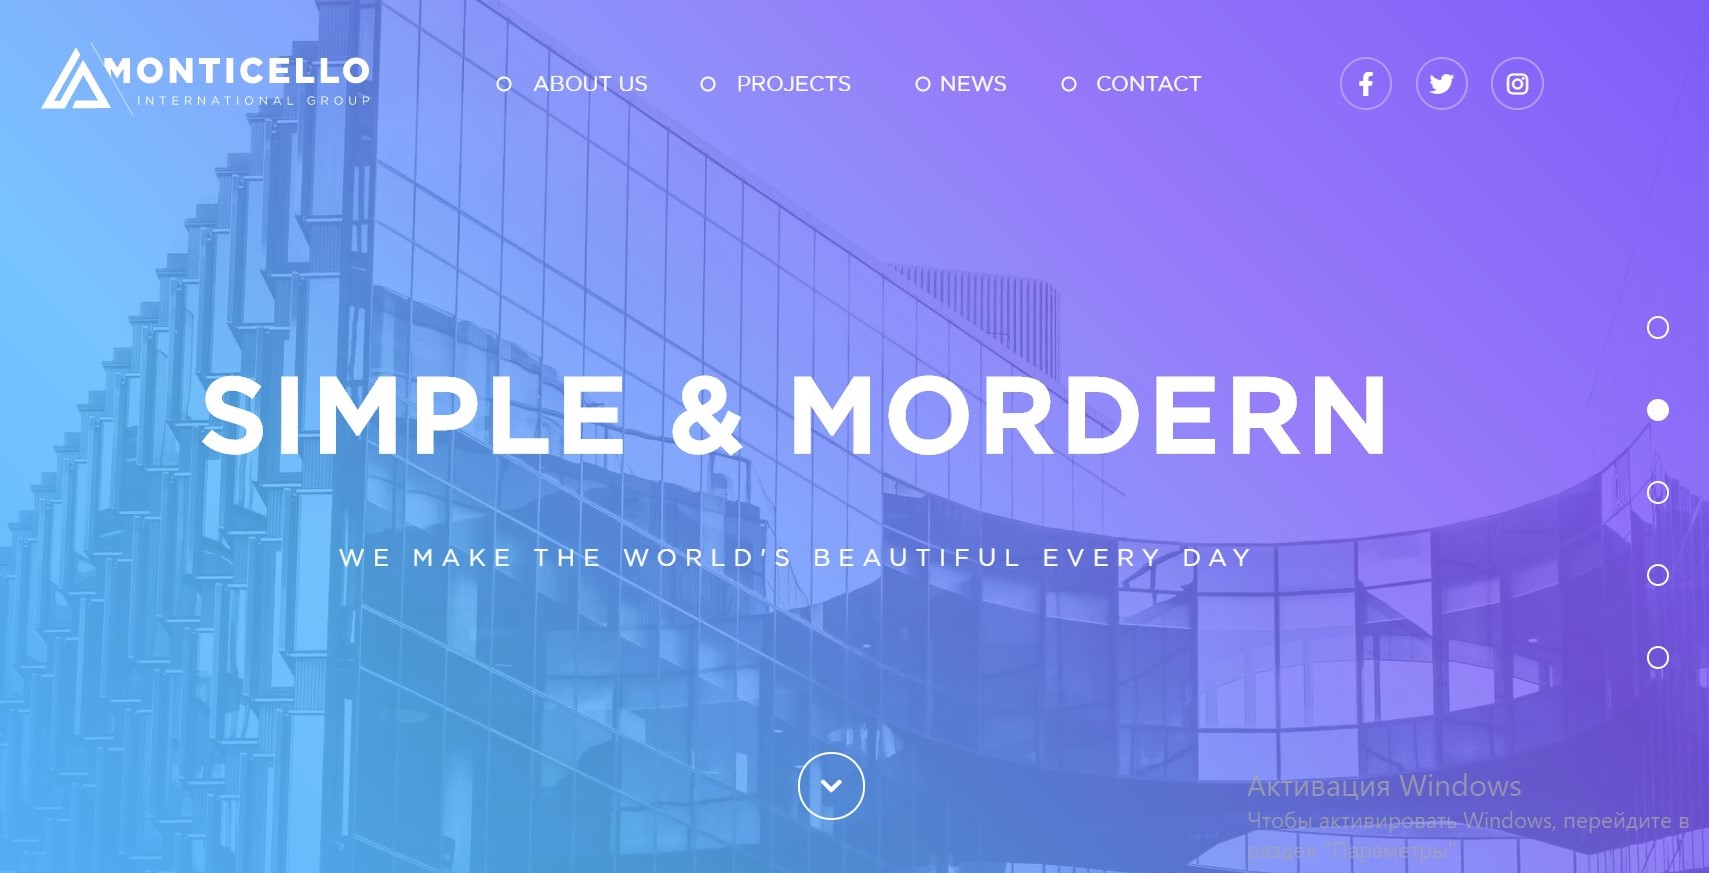 MONTICELLO
INTERNATIONAL GROUP
ABOUT US
PROJECTS
NEWS
CONTACT
SIMPLE & MORDERN
WE MAKE THE WORLD'S BEAUTIFUL EVERY DAY
Активация Windows
Чтобы активировать Windows, перейдите в
раздел "Параметры".